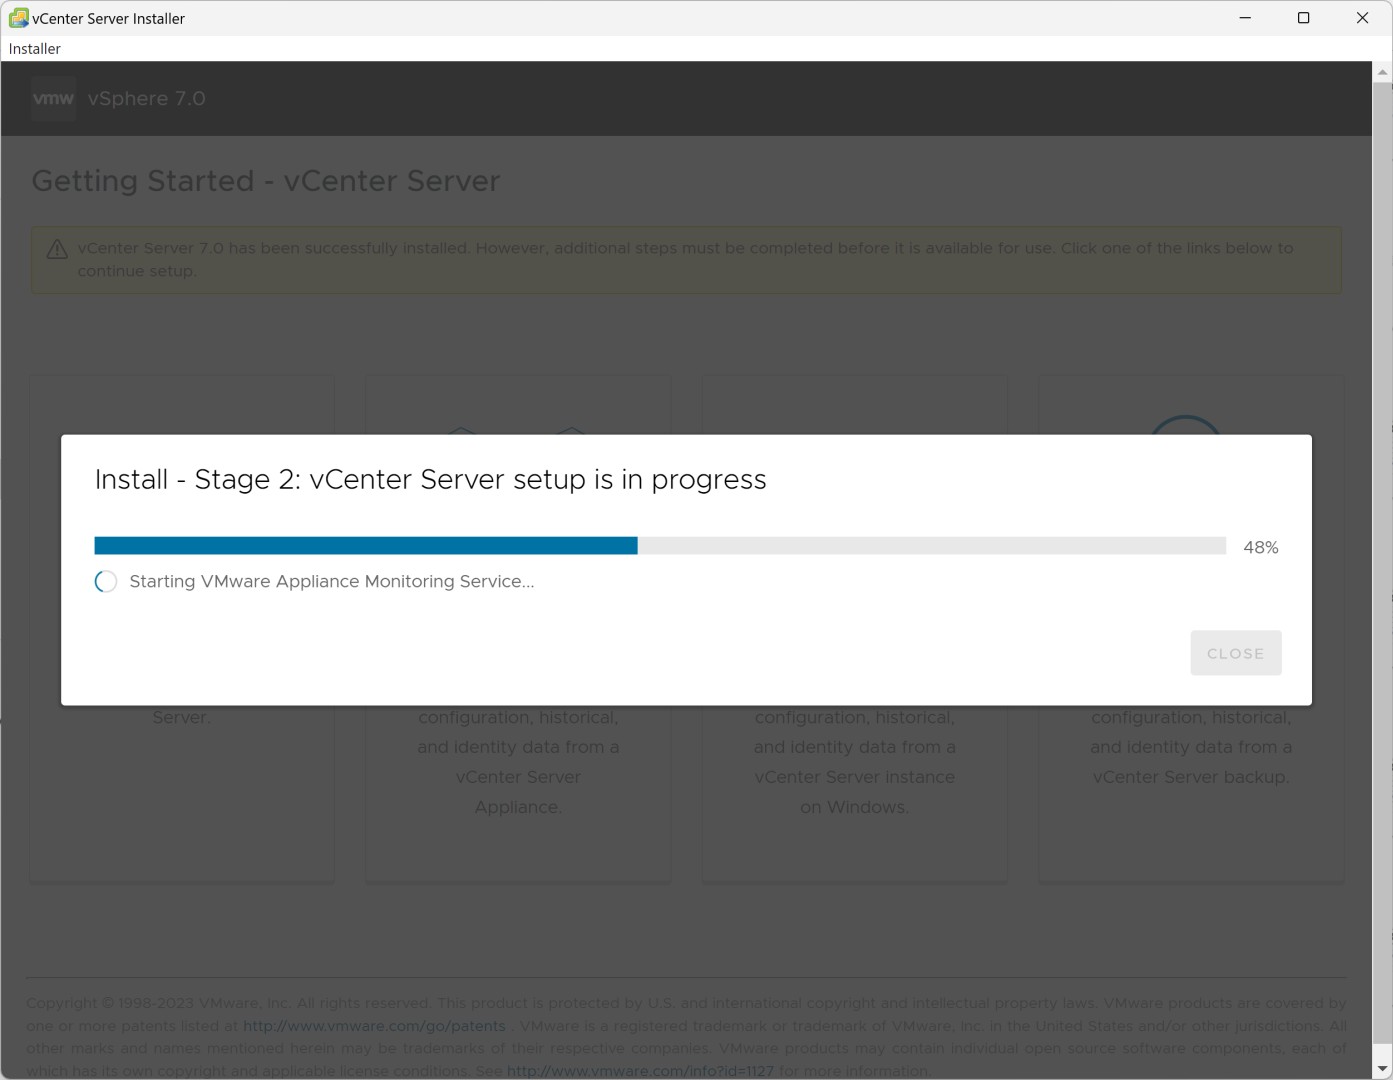 vCenter Server Installer
Installer
vmw vSphere 7.0
Getting Started - vCenter Server
vCenter Server 7.0 has been successfully installed. However, additional steps must be completed before it is available for use. Click one of the links below to
continue setup.
Install - Stage 2: vCenter Server setup is in progress
48%
Starting VMware Appliance Monitoring Service...
CLOSE
Server.
configuration, historical,
and identity data from a
vCenter Server
Appliance.
configuration, historical,
and identity data from a
vCenter Server instance
on Windows.
configuration, historical,
and identity data from a
vCenter Server backup.
Copyright © 1998-2023 VMware, Inc. All rights reserved. This product is protected by U.S. and international copyright and intellectual property laws. VMware products are covered by
one or more patents listed at http://www.vmware.com/go/patents . VMware is a registered trademark or trademark of VMware, Inc. in the United States and/or other jurisdictions. All
other marks and names mentioned herein may be trademarks of their respective companies. VMware products may contain individual open source software components, each of
which has its own copyright and applicable license conditions. See http://www.vmware.com/info?id=1127 for more information.